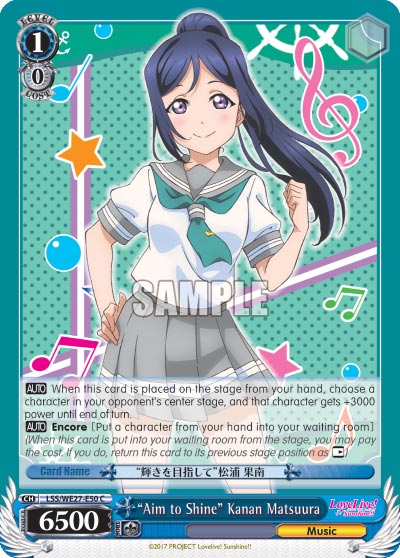 LEVEL
1
0
COST
SAMPLE
AUTO When this card is placed on the stage from your hand, choose a
character in your opponent's center stage, and that character gets +3000
power until end of turn.
AUTO Encore [Put a character from your hand into your waiting room]
(When this card is put into your waiting room from the stage, you may pay
the cost. If you do, return this card to its previous stage position as
Card Name
“輝きを目指して”松浦 果南
CH LSS/WE27-E50 C
“Aim to Shine” Kanan Matsuura
LoveLive!
Sunshine!!
POWER
6500
SOUL
Music
©2017 PROJECT Lovelive! Sunshine!!